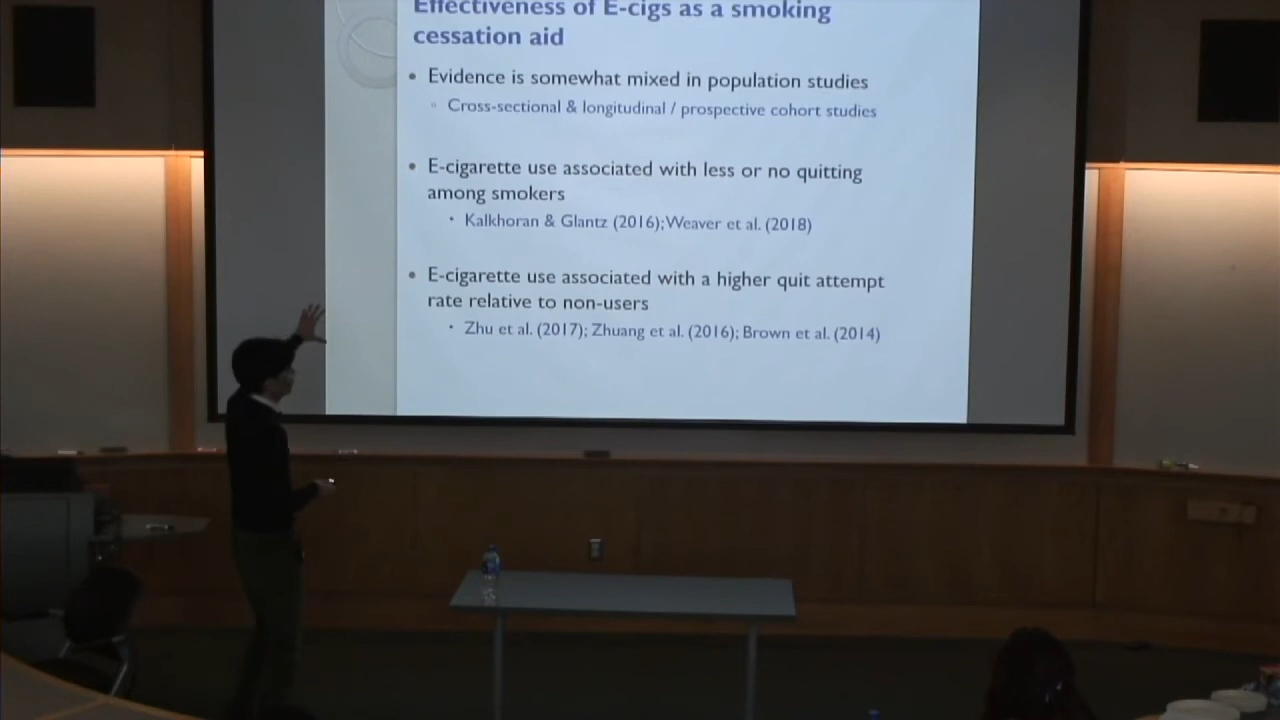 Effectiveness of E-cigs as a smoking
cessation aid
• Evidence is somewhat mixed in population studies
◦ Cross-sectional & longitudinal / prospective cohort studies
• E-cigarette use associated with less or no quitting
among smokers
• Kalkhoran & Glantz (2016); Weaver et al. (2018)
• E-cigarette use associated with a higher quit attempt
rate relative to non-users
• Zhu et al. (2017); Zhuang et al. (2016); Brown et al. (2014)